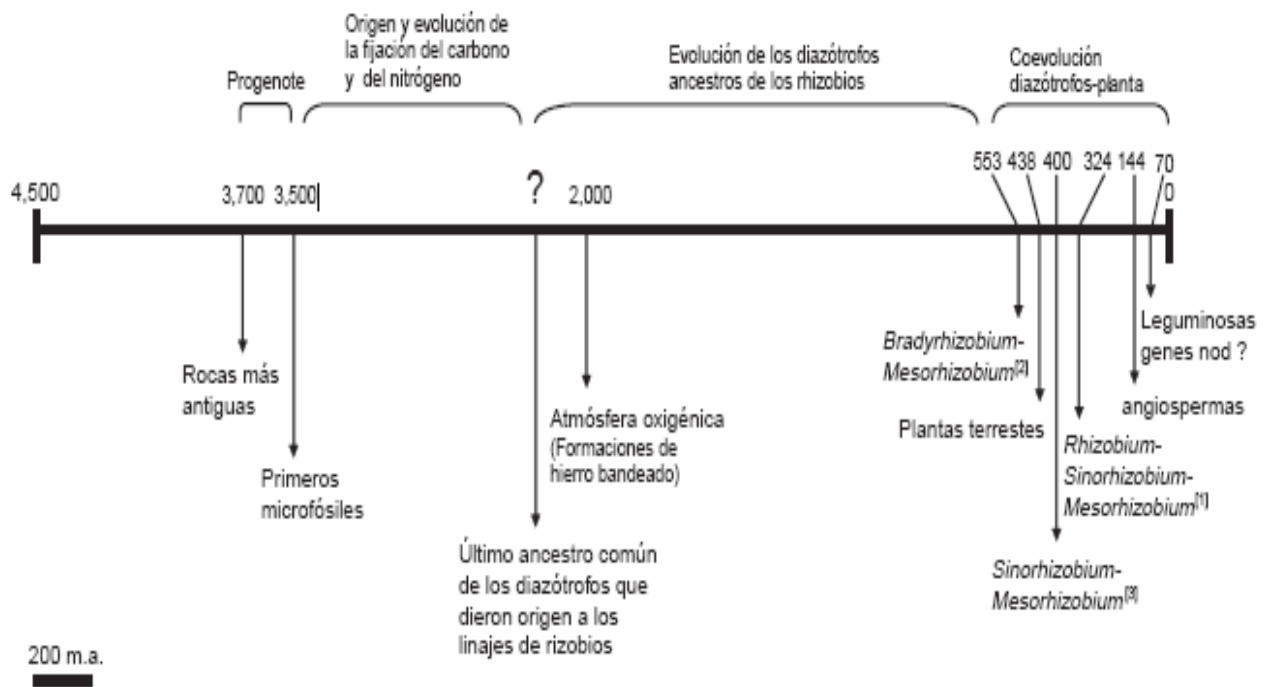 Origen y evolución de
la fijación del carbono
y del nitrógeno
Progenote
Evolución de los diazótrofos
ancestros de los rhizobios
Coevolución
diazótrofos-planta
4,500
3,700
3,500
?
2,000
553
438
400
324
144
70
0
Rocas más
antiguas
Primeros
microfósiles
Último ancestro común
de los diazótrofos que
dieron origen a los
linajes de rizobios
Atmósfera oxigénica
(Formaciones de
hierro bandeado)
Bradyrhizobium-
Mesorhizobium[2]
Plantas terrestes
Sinorhizobium-
Mesorhizobium[3]
Rhizobium-
Sinorhizobium-
Mesorhizobium[1]
angiospermas
Leguminosas
genes nod ?
200 m.a.